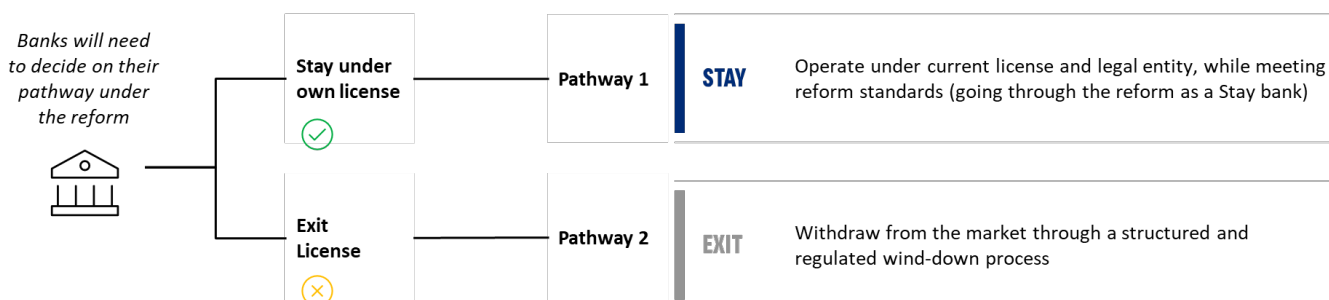 Banks will need
to decide on their
pathway under
the reform
Stay under
own license
Pathway 1
STAY
Operate under current license and legal entity, while meeting
reform standards (going through the reform as a Stay bank)
Exit
License
Pathway 2
EXIT
Withdraw from the market through a structured and
regulated wind-down process